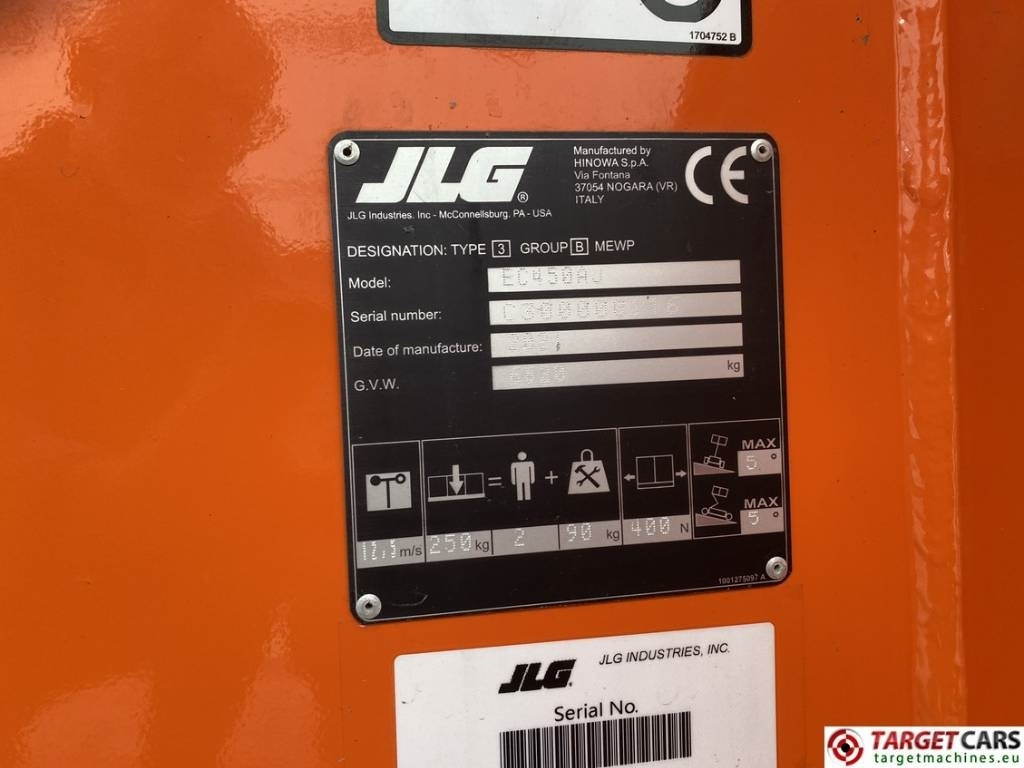 1704752 B
JLG®
JLG Industries, Inc - McConnellsburg, PA - USA
Manufactured by
HINOWA S.p.A.
Via Fontana
37054 NOGARA (VR)
ITALY
CE
DESIGNATION: TYPE 3 GROUP B MEWP
Model: EC450AJ
Serial number:
Date of manufacture:
G.V.W. kg
= +
m/s 250 kg 2 90 kg 400 N
MAX
5 °
MAX
5 °
1001275097 A
JLG. JLG INDUSTRIES, INC.
Serial No.
TARGETCARS
targetmachines.eu